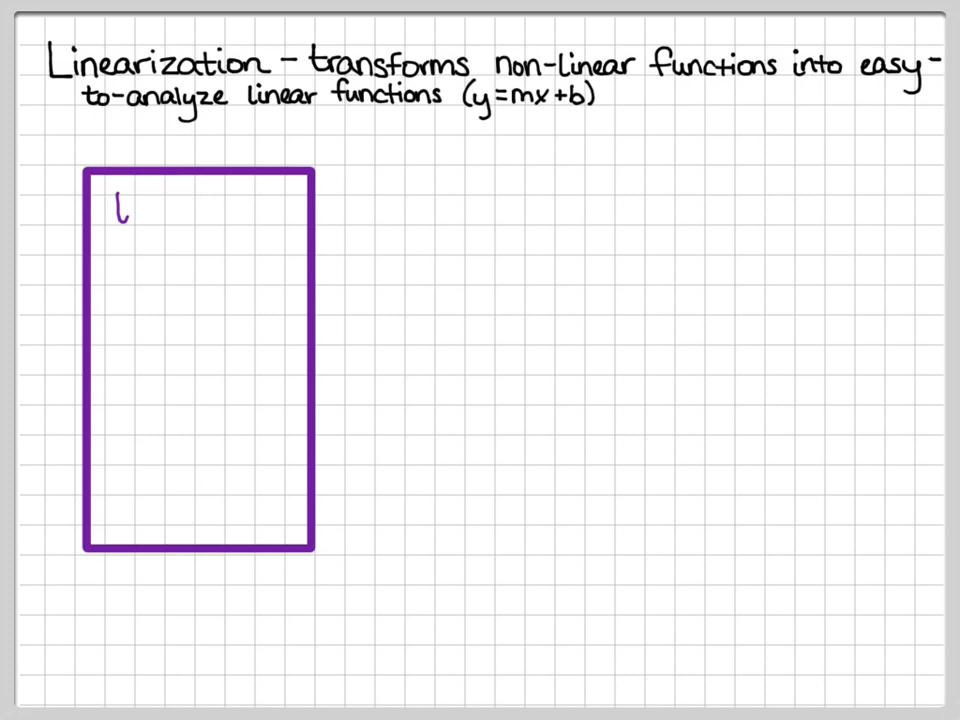 Linearization - transforms non-linear functions into easy-
to-analyze linear functions (y=mx+b)